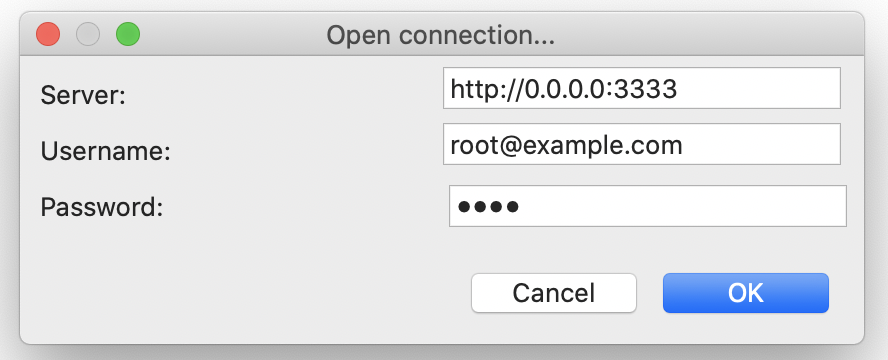 Open connection...
Server: http://0.0.0.0:3333
Username: root@example.com
Password: ●●●●
Cancel OK